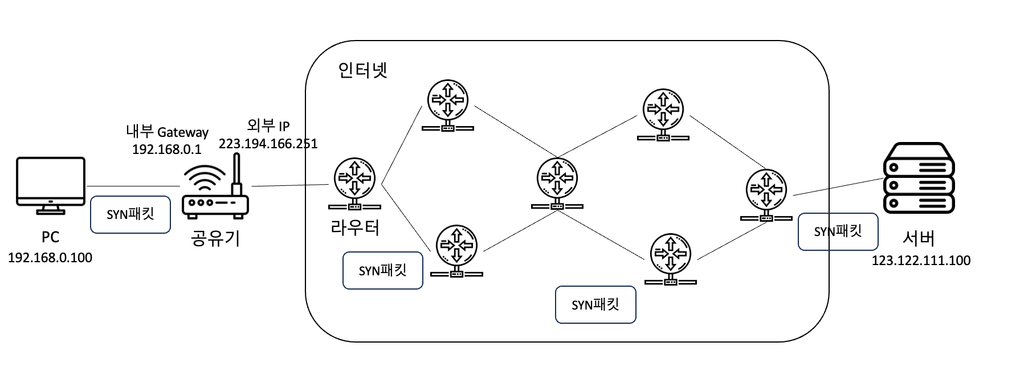 인터넷
내부 Gateway
192.168.0.1
외부 IP
223.194.166.251
SYN패킷
PC
192.168.0.100
공유기
라우터
SYN패킷
SYN패킷
SYN패킷
서버
123.122.111.100